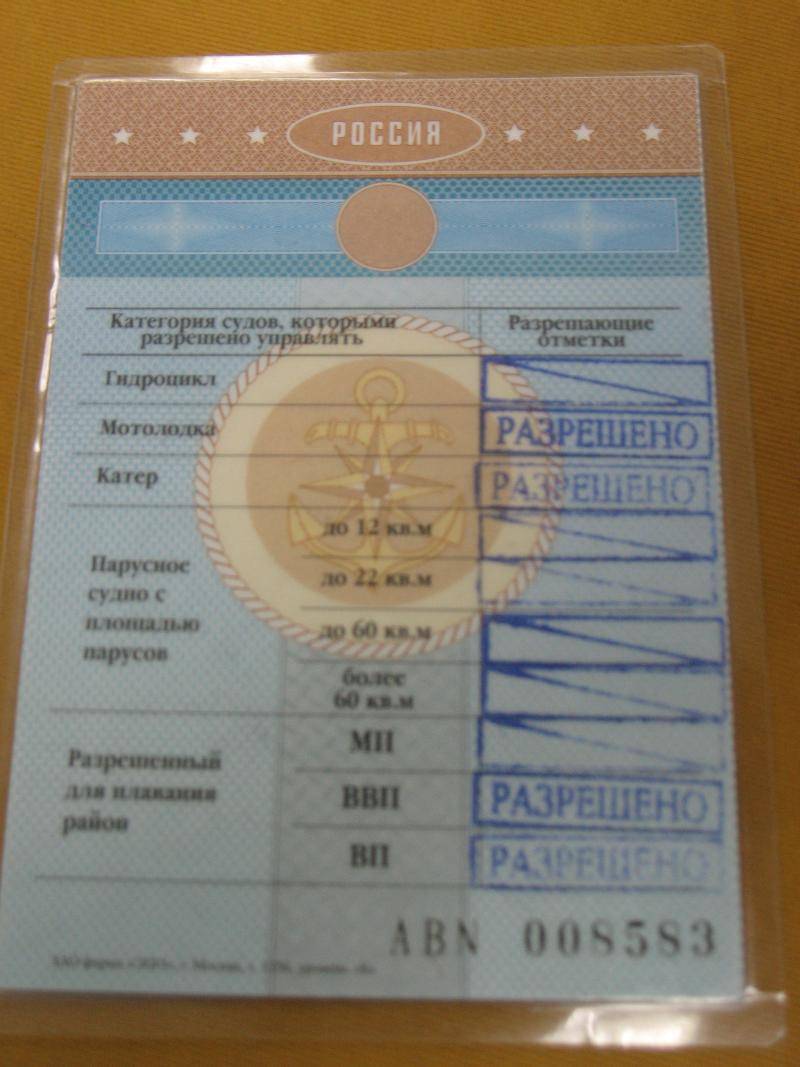 РОССИЯ
Категория судов, которыми
разрешено управлять
Разрешающие
отметки
Гидроцикл
Мотолодка
РАЗРЕШЕНО
Катер
РАЗРЕШЕНО
Парусное
судно с
площадью
парусов
до 12 кв.м
до 22 кв.м
до 60 кв.м
более
60 кв.м
Разрешенный
для плавания
район
МП
ВВП
РАЗРЕШЕНО
ВП
РАЗРЕШЕНО
ABN 008583
г. Москва,